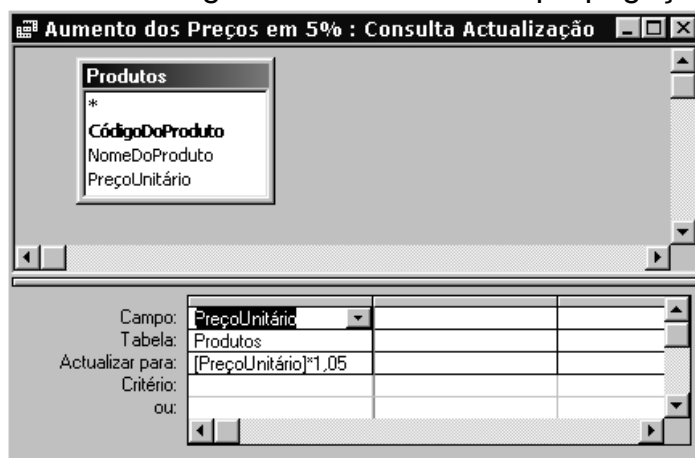 Aumento dos Preços em 5% : Consulta Actualização
Produtos
*
CódigoDoProduto
NomeDoProduto
PreçoUnitário
Campo: PreçoUnitário
Tabela: Produtos
Actualizar para: [PreçoUnitário]*1,05
Critério:
ou: